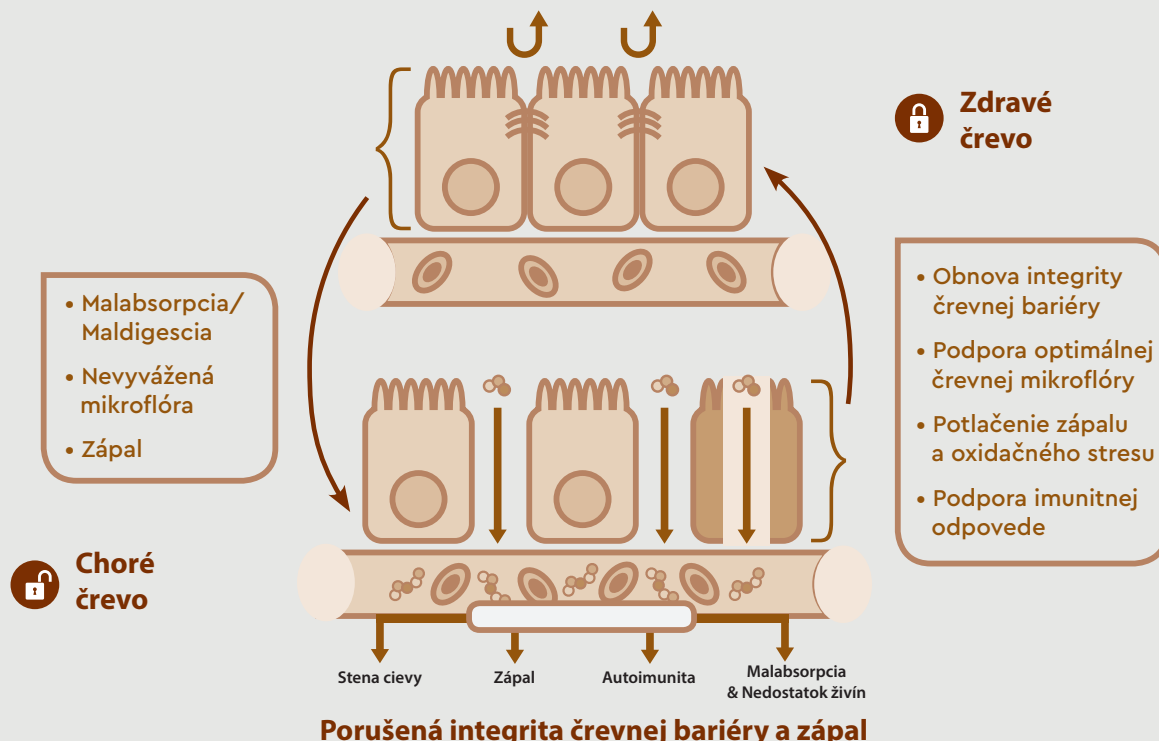 Zdravé
črevo
• Malabsorpcia/
Maldigescia
• Nevyvážená
mikroflóra
• Zápal
• Obnova integrity
črevnej bariéry
• Podpora optimálnej
črevnej mikroflóry
• Potlačenie zápalu
a oxidačného stresu
• Podpora imunitnej
odpovede
Choré
črevo
Stena cievy
Zápal
Autoimunita
Malabsorpcia
& Nedostatok živín
Porušená integrita črevnej bariéry a zápal